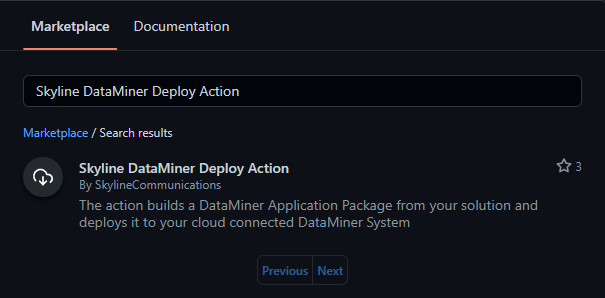 Marketplace Documentation
Skyline DataMiner Deploy Action
Marketplace / Search results
Skyline DataMiner Deploy Action 3
By SkylineCommunications
The action builds a DataMiner Application Package from your solution and
deploys it to your cloud connected DataMiner System
Previous Next